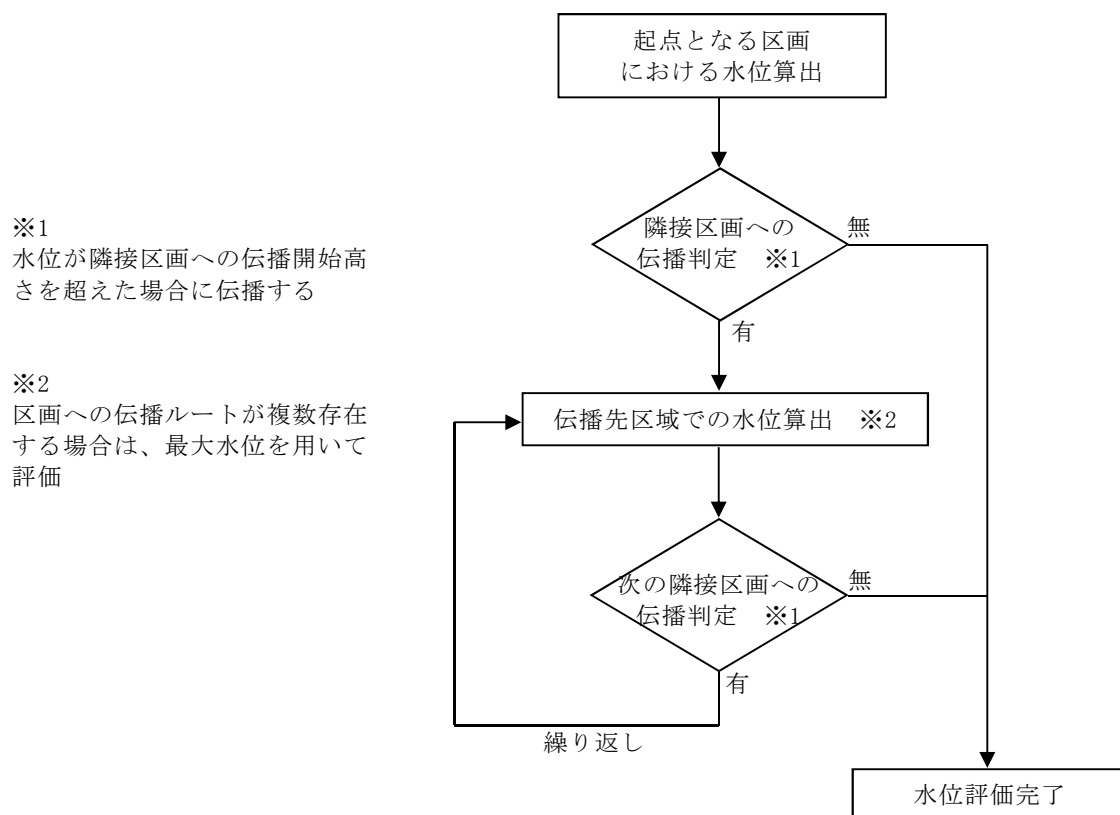 起点となる区画
における水位算出
隣接区画への
伝播判定　※1
無
有
※1
水位が隣接区画への伝播開始高
さを超えた場合に伝播する
※2
区画への伝播ルートが複数存在
する場合は、最大水位を用いて
評価
伝播先区域での水位算出　※2
次の隣接区画への
伝播判定　※1
無
有
繰り返し
水位評価完了